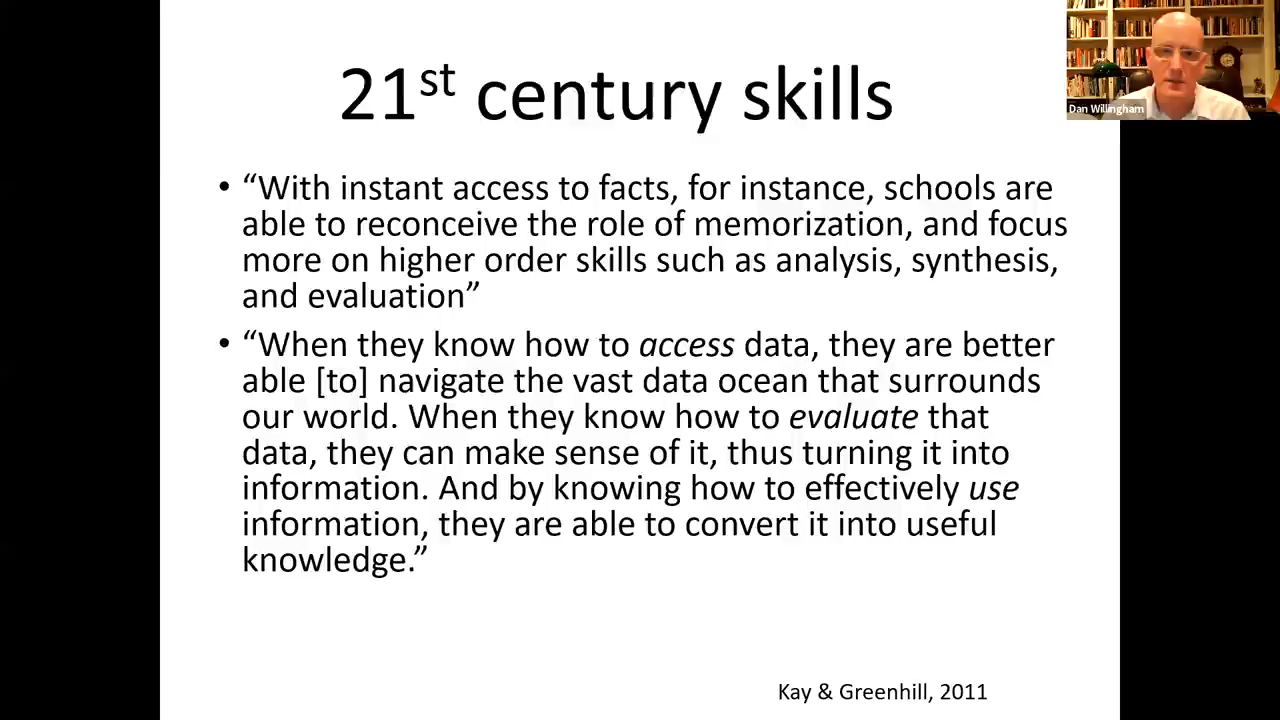 21st century skills
Dan Willingham
• “With instant access to facts, for instance, schools are
able to reconceive the role of memorization, and focus
more on higher order skills such as analysis, synthesis,
and evaluation”
• “When they know how to access data, they are better
able [to] navigate the vast data ocean that surrounds
our world. When they know how to evaluate that
data, they can make sense of it, thus turning it into
information. And by knowing how to effectively use
information, they are able to convert it into useful
knowledge.”
Kay & Greenhill, 2011